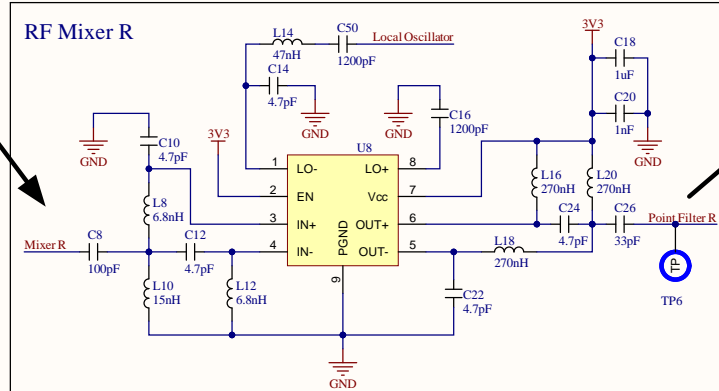 RF Mixer R
L14
47nH
C50
1200pF
Local Oscillator
3V3
C18
1uF
C14
4.7pF
GND
GND
C16
1200pF
C20
1nF
GND
GND
C10
4.7pF
3V3
U8
1
LO-
LO+
8
2
EN
Vcc
7
3
IN+
OUT+
6
4
IN-
OUT-
5
PGND
9
L16
270nH
L20
270nH
L8
6.8nH
C24
4.7pF
C26
33pF
Point Filter R
Mixer R
C8
100pF
C12
4.7pF
L18
270nH
TP
TP6
L10
15nH
L12
6.8nH
C22
4.7pF
GND